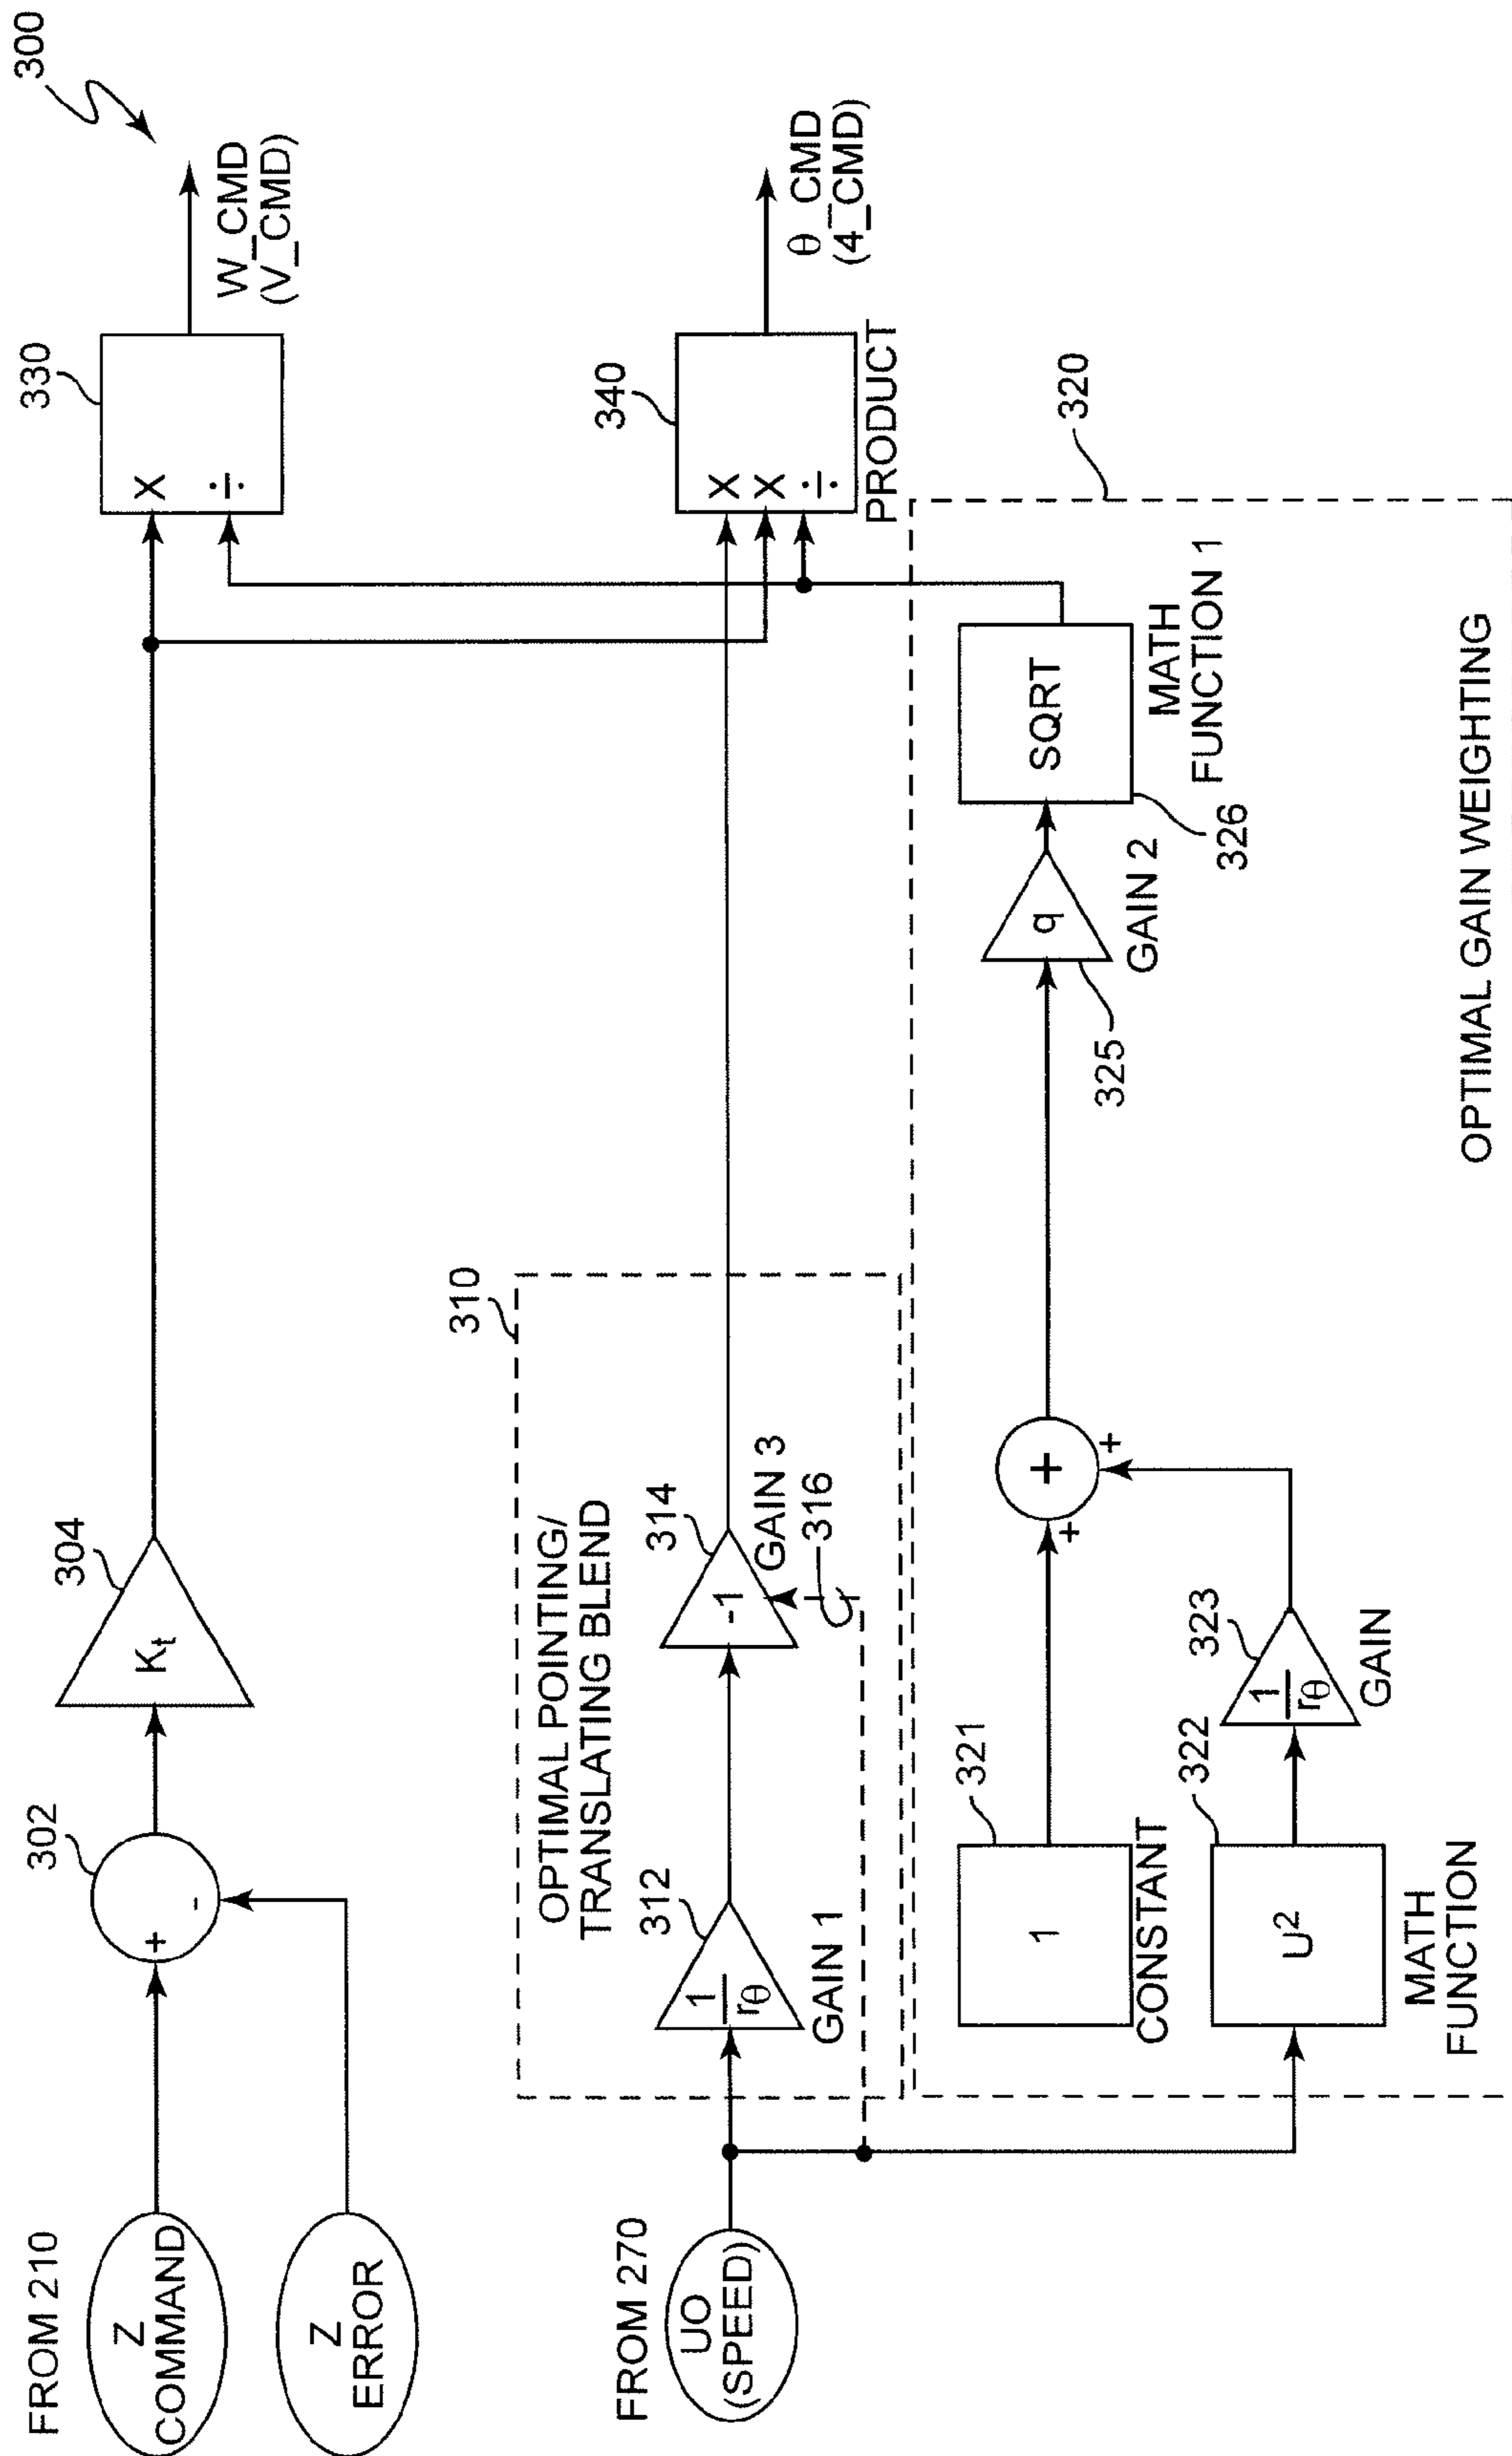 300
FROM 210
Z
COMMAND
Z
ERROR
302
+
-
304
Kt
330
X
÷
W_CMD
(V_CMD)
310
OPTIMAL POINTING/
TRANSLATING BLEND
FROM 270
UO
(SPEED)
312
1
rθ
GAIN 1
314
-1
GAIN 3
316
340
X
X
÷
PRODUCT
θ_CMD
(4_CMD)
320
321
1
CONSTANT
322
U²
MATH
FUNCTION
323
1
rθ
GAIN
+
+
+
325
q
GAIN 2
326
SQRT
MATH
FUNCTION 1
OPTIMAL GAIN WEIGHTING